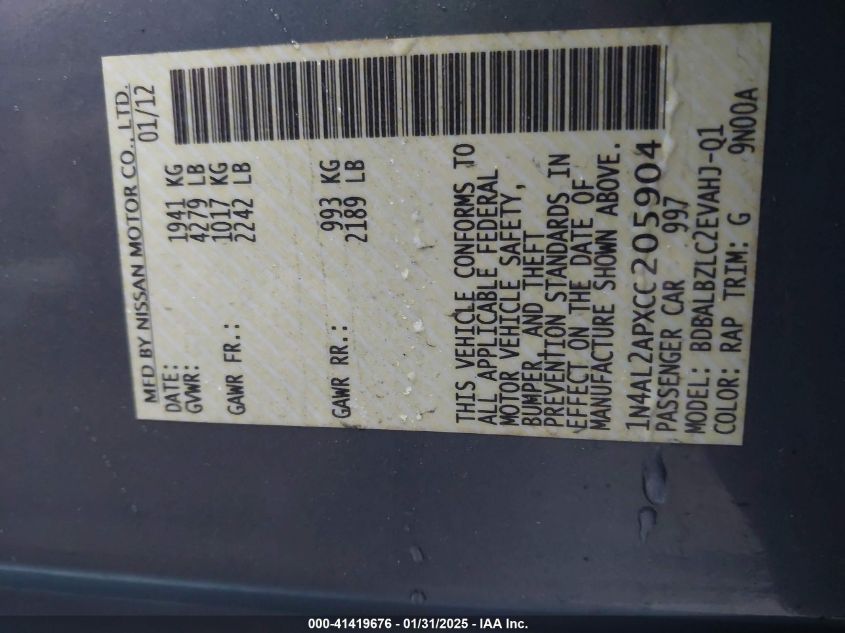 MFD BY NISSAN MOTOR CO., LTD.
DATE: 01/12
GVWR: 1941 KG
4279 LB
GAWR FR.: 1017 KG
2242 LB
GAWR RR.: 993 KG
2189 LB
THIS VEHICLE CONFORMS TO
ALL APPLICABLE FEDERAL
MOTOR VEHICLE SAFETY,
BUMPER, AND THEFT
PREVENTION STANDARDS IN
EFFECT ON THE DATE OF
MANUFACTURE SHOWN ABOVE.
1N4AL2APXCC205904
PASSENGER CAR 997
MODEL: BDBALBZLC2EVAHJ-Q1
COLOR: RAP TRIM: G 9N00A
000-41419676 - 01/31/2025 - IAA Inc.